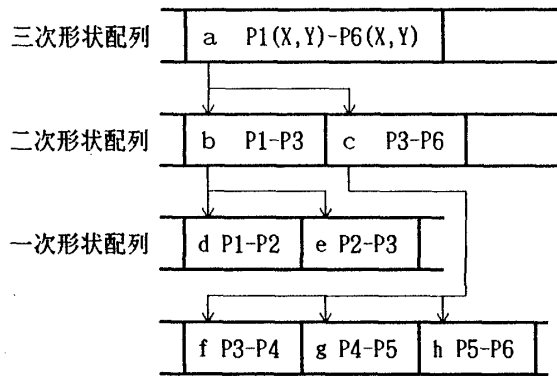 三次形状配列 a P1(X,Y)-P6(X,Y)
二次形状配列 b P1-P3 c P3-P6
一次形状配列 d P1-P2 e P2-P3
f P3-P4 g P4-P5 h P5-P6